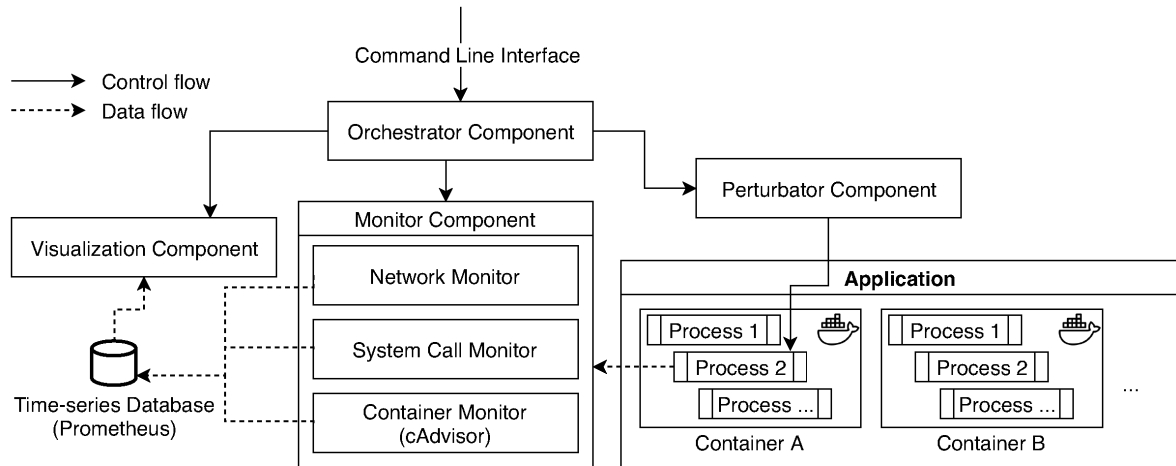 Command Line Interface
Control flow
Data flow
Orchestrator Component
Perturbator Component
Monitor Component
Visualization Component
Network Monitor
System Call Monitor
Container Monitor
(cAdvisor)
Time-series Database
(Prometheus)
Application
Process 1
Process 2
Process ...
Container A
Process 1
Process 2
Process ...
Container B
...